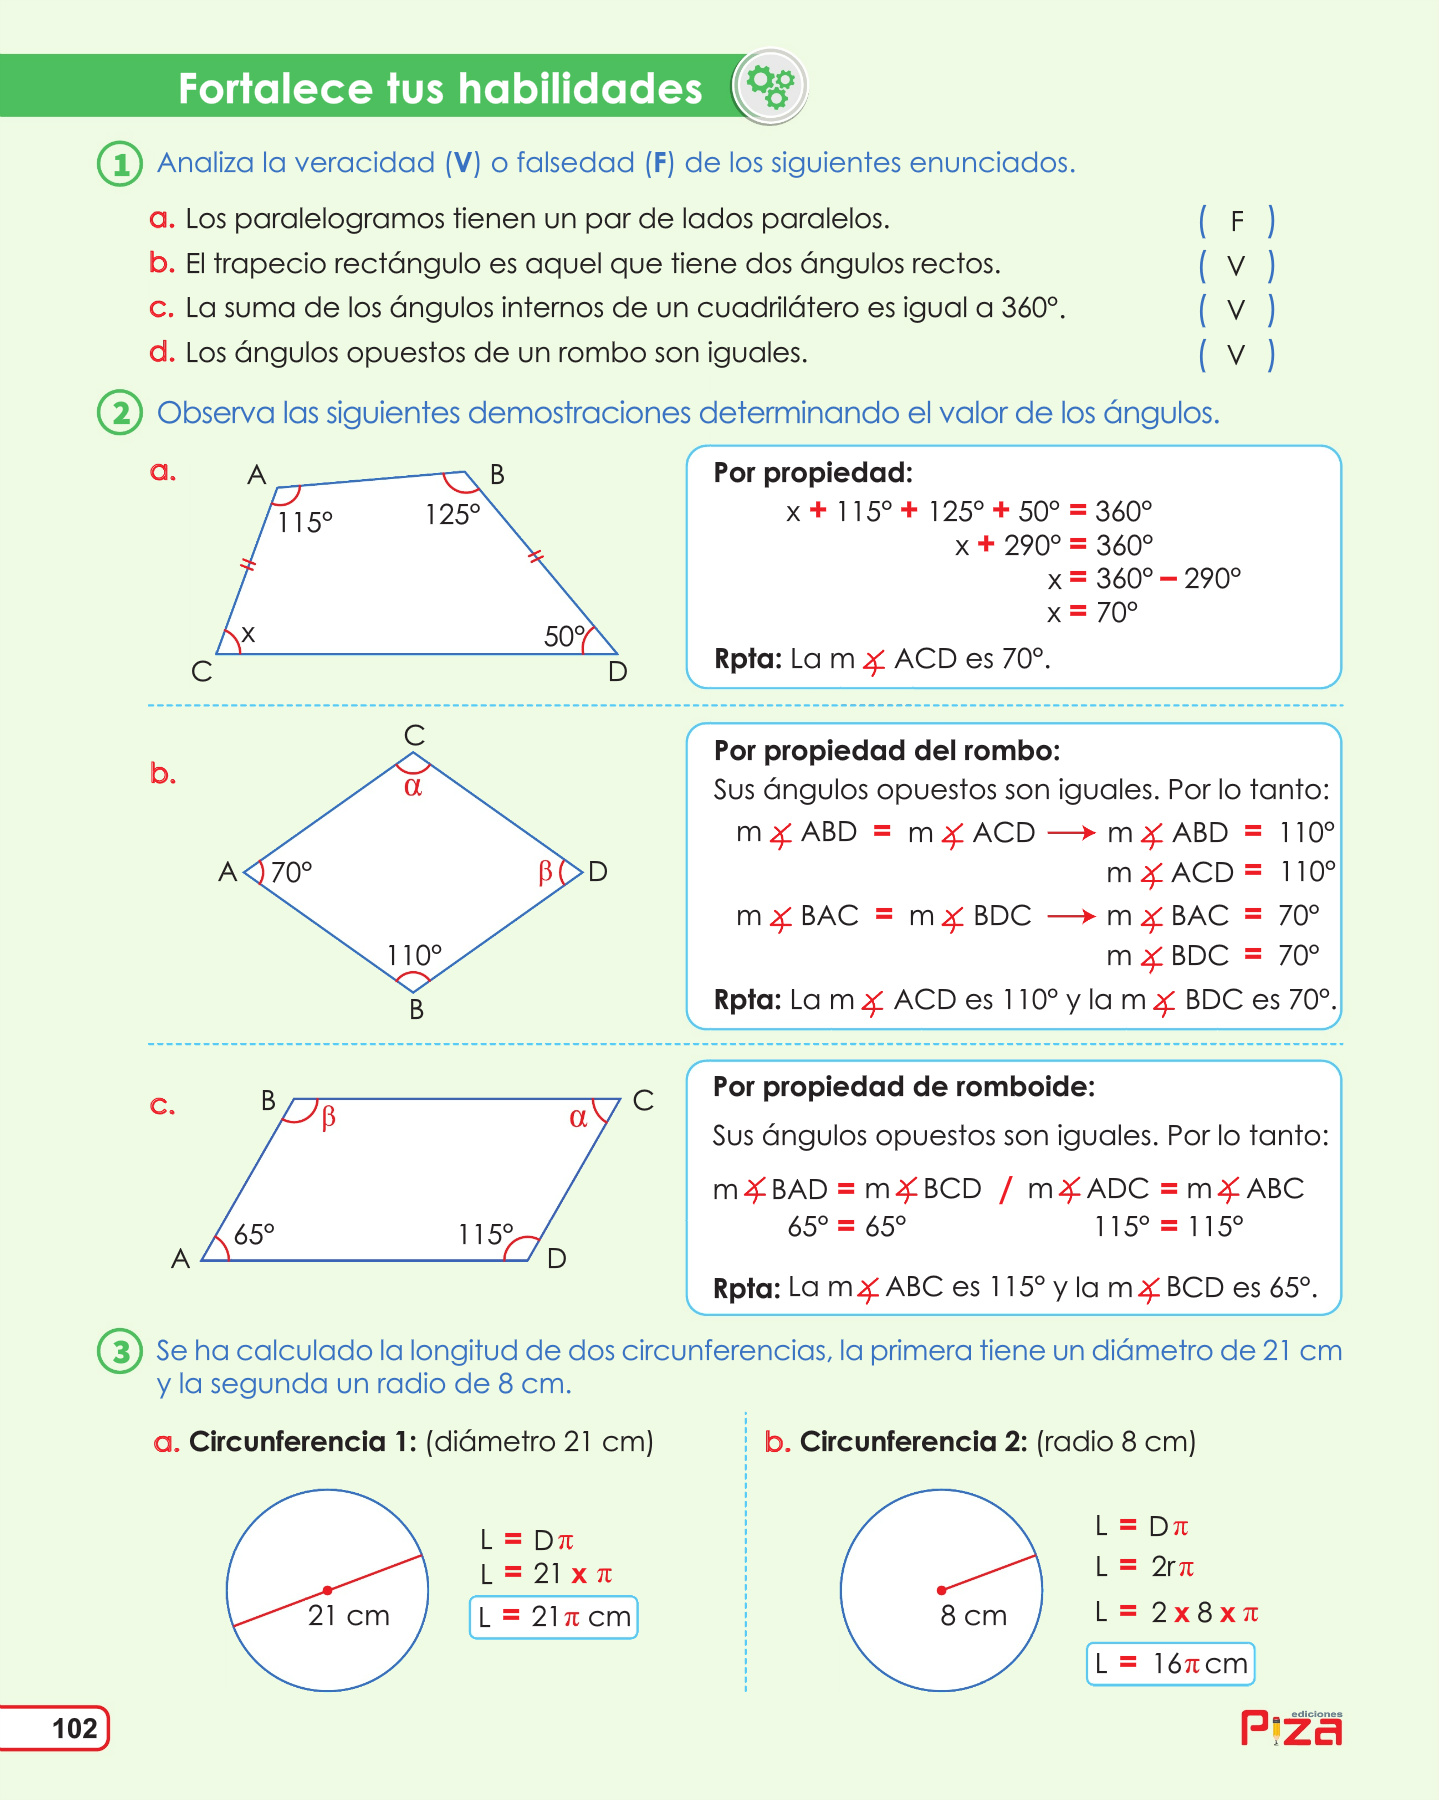 Fortalece tus habilidades
1 Analiza la veracidad (V) o falsedad (F) de los siguientes enunciados.
a. Los paralelogramos tienen un par de lados paralelos. ( F )
b. El trapecio rectángulo es aquel que tiene dos ángulos rectos. ( V )
c. La suma de los ángulos internos de un cuadrilátero es igual a 360°. ( V )
d. Los ángulos opuestos de un rombo son iguales. ( V )
2 Observa las siguientes demostraciones determinando el valor de los ángulos.
a.
A B
115° 125°
x 50°
C D
Por propiedad:
x + 115° + 125° + 50° = 360°
x + 290° = 360°
x = 360° – 290°
x = 70°
Rpta: La m∡ ACD es 70°.
b.
C
α
A 70° β D
110°
B
Por propiedad del rombo:
Sus ángulos opuestos son iguales. Por lo tanto:
m∡ ABD = m∡ ACD → m∡ ABD = 110°
m∡ ACD = 110°
m∡ BAC = m∡ BDC → m∡ BAC = 70°
m∡ BDC = 70°
Rpta: La m∡ ACD es 110° y la m∡ BDC es 70°.
c.
B β α C
65° 115°
A D
Por propiedad de romboide:
Sus ángulos opuestos son iguales. Por lo tanto:
m∡ BAD = m∡ BCD / m∡ ADC = m∡ ABC
65° = 65° 115° = 115°
Rpta: La m∡ ABC es 115° y la m∡ BCD es 65°.
3 Se ha calculado la longitud de dos circunferencias, la primera tiene un diámetro de 21 cm
y la segunda un radio de 8 cm.
a. Circunferencia 1: (diámetro 21 cm)
21 cm
L = Dπ
L = 21 x π
L = 21π cm
b. Circunferencia 2: (radio 8 cm)
8 cm
L = Dπ
L = 2rπ
L = 2 x 8 x π
L = 16π cm
102
ediciones
Piza